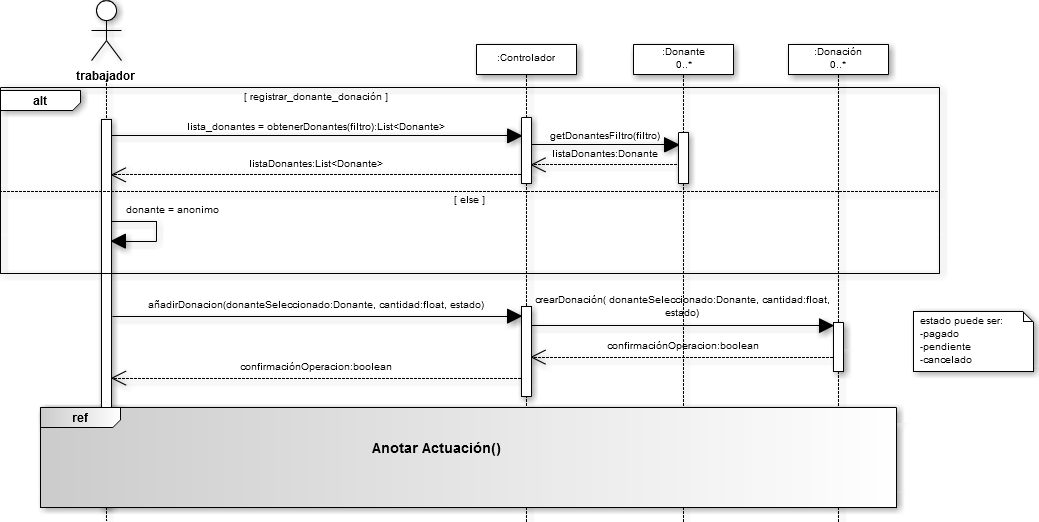 trabajador
:Controlador
:Donante
0..*
:Donación
0..*
alt
[ registrar_donante_donación ]
lista_donantes = obtenerDonantes(filtro):List<Donante>
getDonantesFiltro(filtro)
listaDonantes:Donante
listaDonantes:List<Donante>
[ else ]
donante = anonimo
añadirDonacion(donanteSeleccionado:Donante, cantidad:float, estado)
crearDonación( donanteSeleccionado:Donante, cantidad:float,
estado)
confirmaciónOperacion:boolean
confirmaciónOperacion:boolean
estado puede ser:
-pagado
-pendiente
-cancelado
ref
Anotar Actuación()